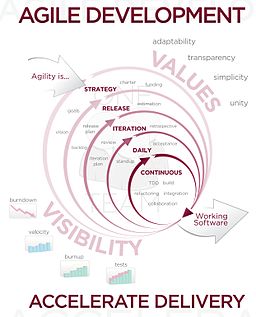 AGILE DEVELOPMENT
adaptability
transparency
simplicity
unity
VALUES
Agility is...
STRATEGY
charter
funding
goals
RELEASE
estimation
vision
release
plan
ITERATION
retrospective
backlog
review
DAILY
acceptance
iteration
plan
standup
CONTINUOUS
TDD
build
refactoring
integration
collaboration
burndown
VISIBILITY
Working
Software
velocity
burnup
tests
ACCELERATE DELIVERY